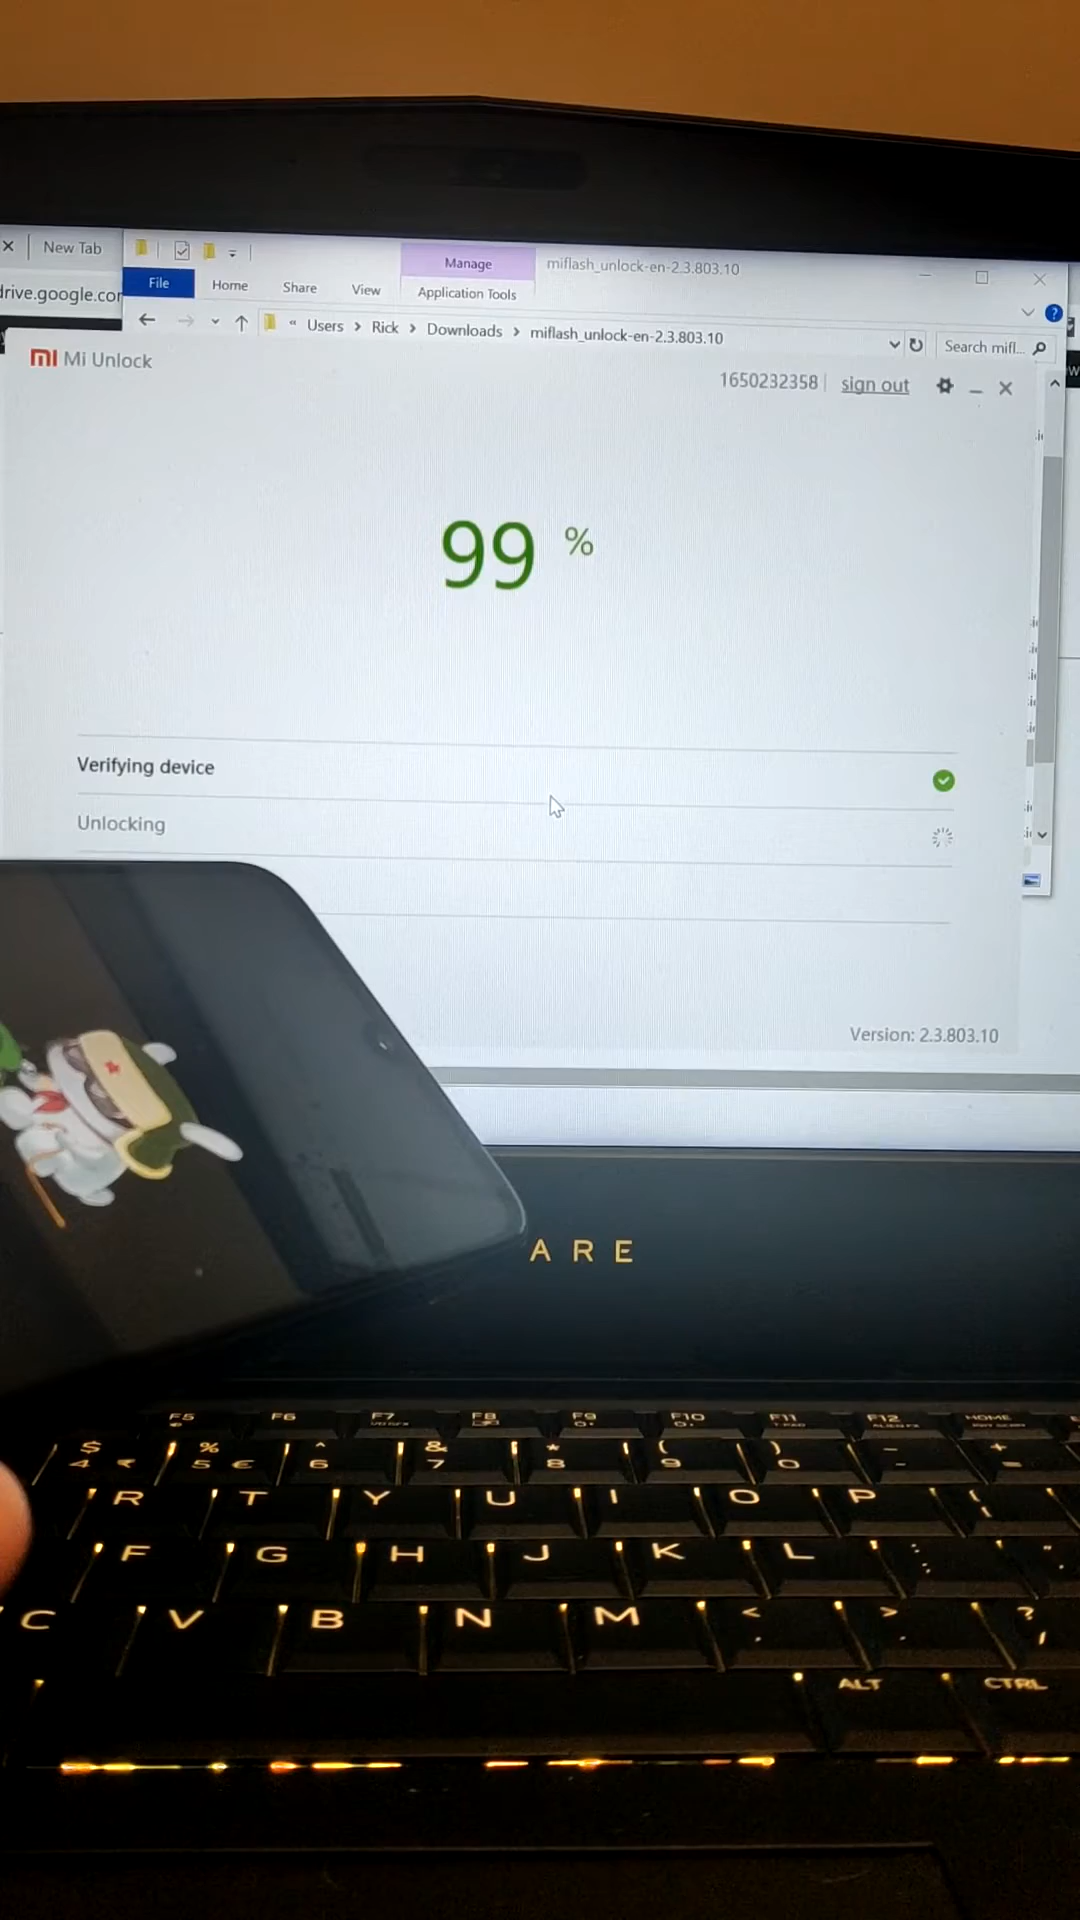 New Tab
Manage
miflash_unlock-en-2.3.803.10
drive.google.co
File
Home
Share
View
Application Tools
« Users > Rick > Downloads > miflash_unlock-en-2.3.803.10
Search mifl...
mi Mi Unlock
1650232358 | sign out
99 %
Verifying device
Unlocking
Version: 2.3.803.10
ARE
F5 F6 F7 F8 F9 F10 F11 F12 HOME
$ % ^ & * ( ) _ +
4 ₹ 5 € 6 7 8 9 0 - =
R T Y U I O P {
F G H J K L : "
C V B N M < > ?
ALT CTRL